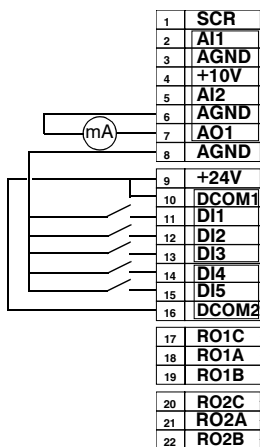 1 SCR
2 AI1
3 AGND
4 +10V
5 AI2
6 AGND
mA
7 AO1
8 AGND
9 +24V
10 DCOM1
11 DI1
12 DI2
13 DI3
14 DI4
15 DI5
16 DCOM2
17 RO1C
18 RO1A
19 RO1B
20 RO2C
21 RO2A
22 RO2B